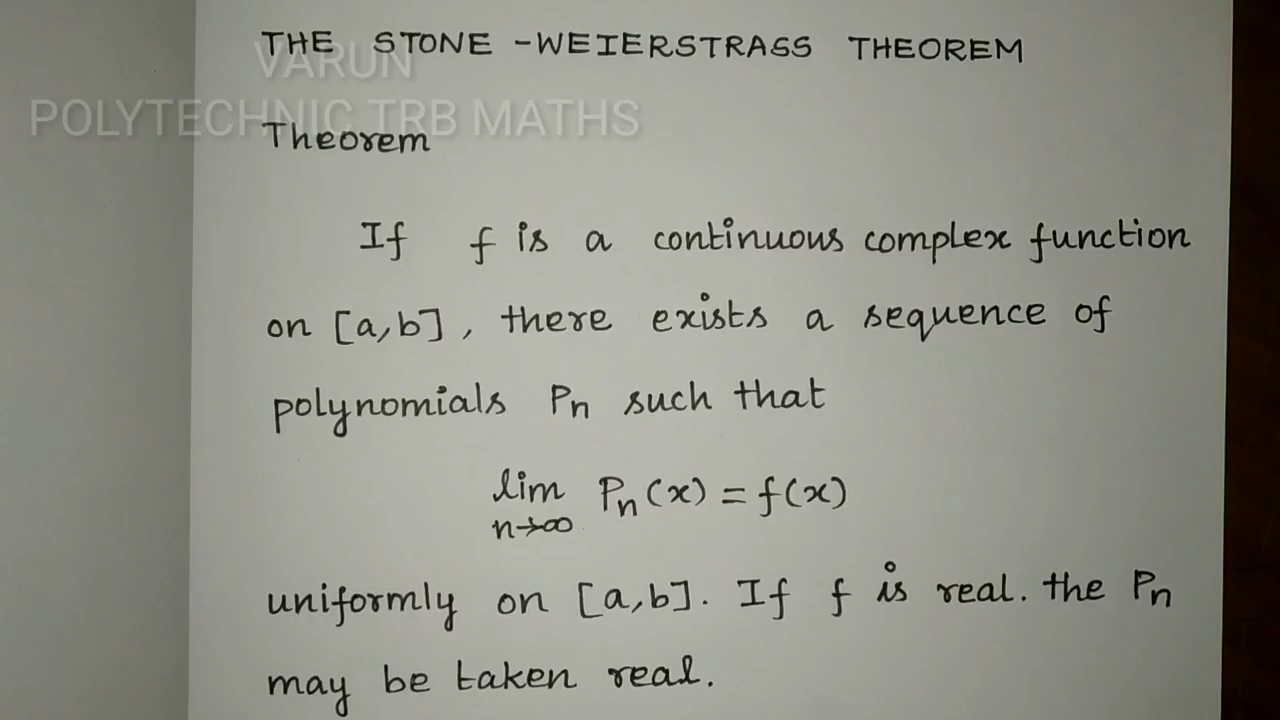 THE STONE -WEIERSTRASS THEOREM
VARUN
POLYTECHNIC TRB MATHS
Theorem
If f is a continuous complex function
on [a,b], there exists a sequence of
polynomials Pn such that
lim Pn(x) = f(x)
n→∞
uniformly on [a,b]. If f is real. the Pn
may be taken real.